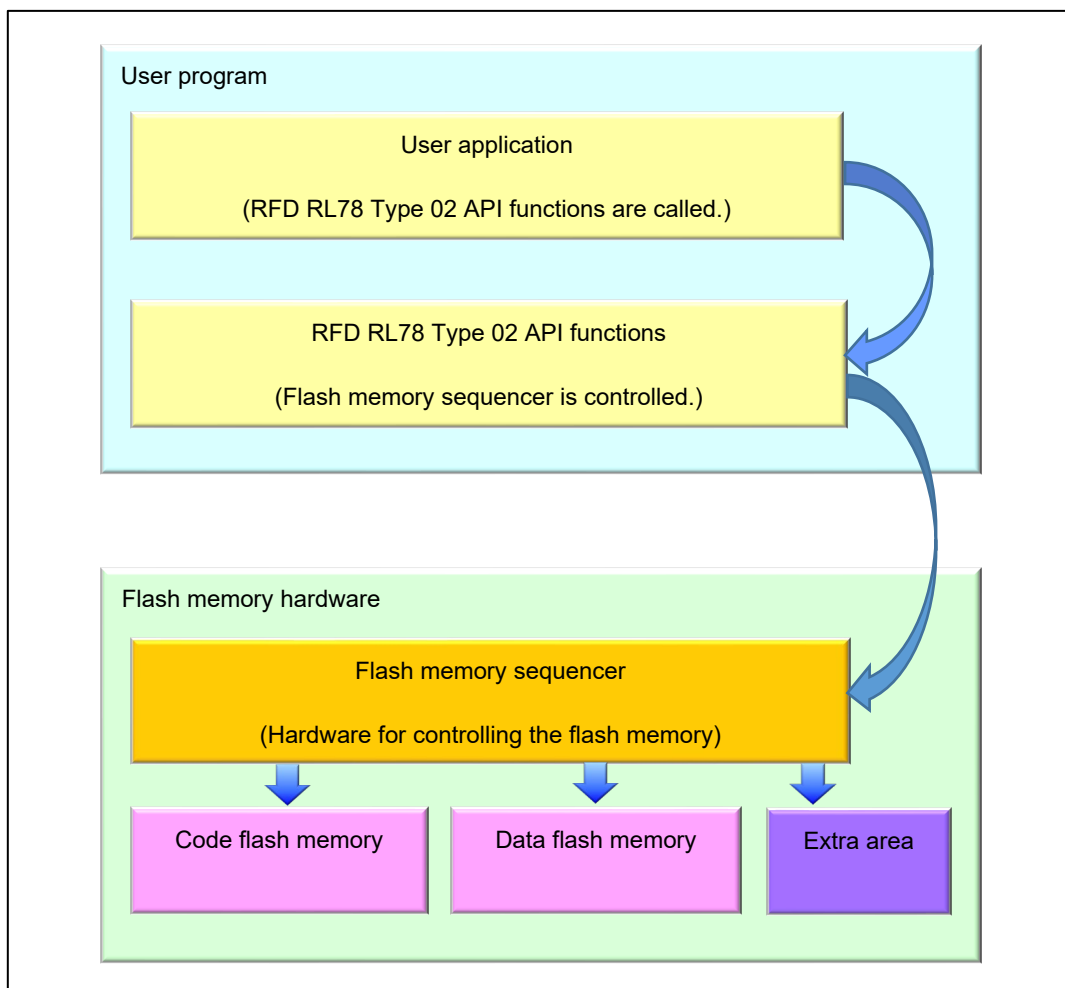 User program
User application
(RFD RL78 Type 02 API functions are called.)
RFD RL78 Type 02 API functions
(Flash memory sequencer is controlled.)
Flash memory hardware
Flash memory sequencer
(Hardware for controlling the flash memory)
Code flash memory
Data flash memory
Extra area